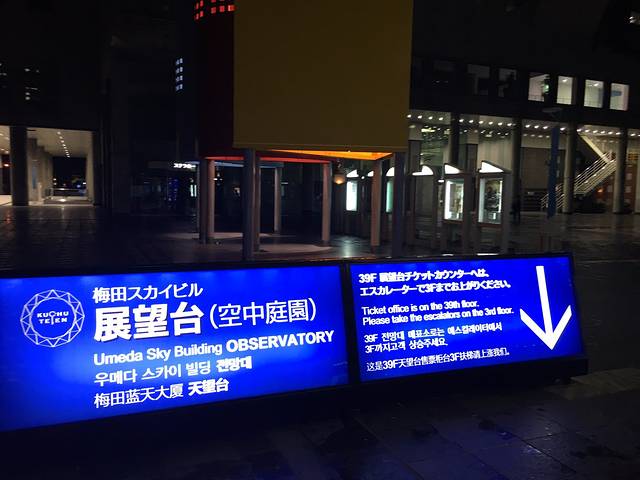 KUCHU
TEIEN
梅田スカイビル
展望台(空中庭園)
Umeda Sky Building OBSERVATORY
우메다 스카이 빌딩 전망대
梅田蓝天大厦 天望台
39F 展望台チケットカウンターへは、
エスカレーターで3Fまでお上がりください。
Ticket office is on the 39th floor.
Please take the escalators on the 3rd floor.
39F 전망대 매표소로는 에스컬레이터에서
3F까지고객 상승주세요.
这是39F天望台售票柜台3F扶梯请上涨我们。